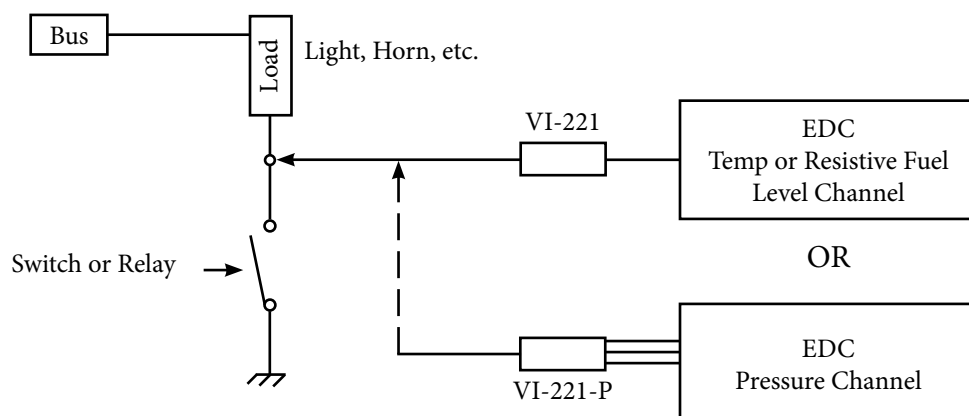 Bus
Load
Light, Horn, etc.
VI-221
EDC
Temp or Resistive Fuel
Level Channel
Switch or Relay
OR
EDC
Pressure Channel
VI-221-P